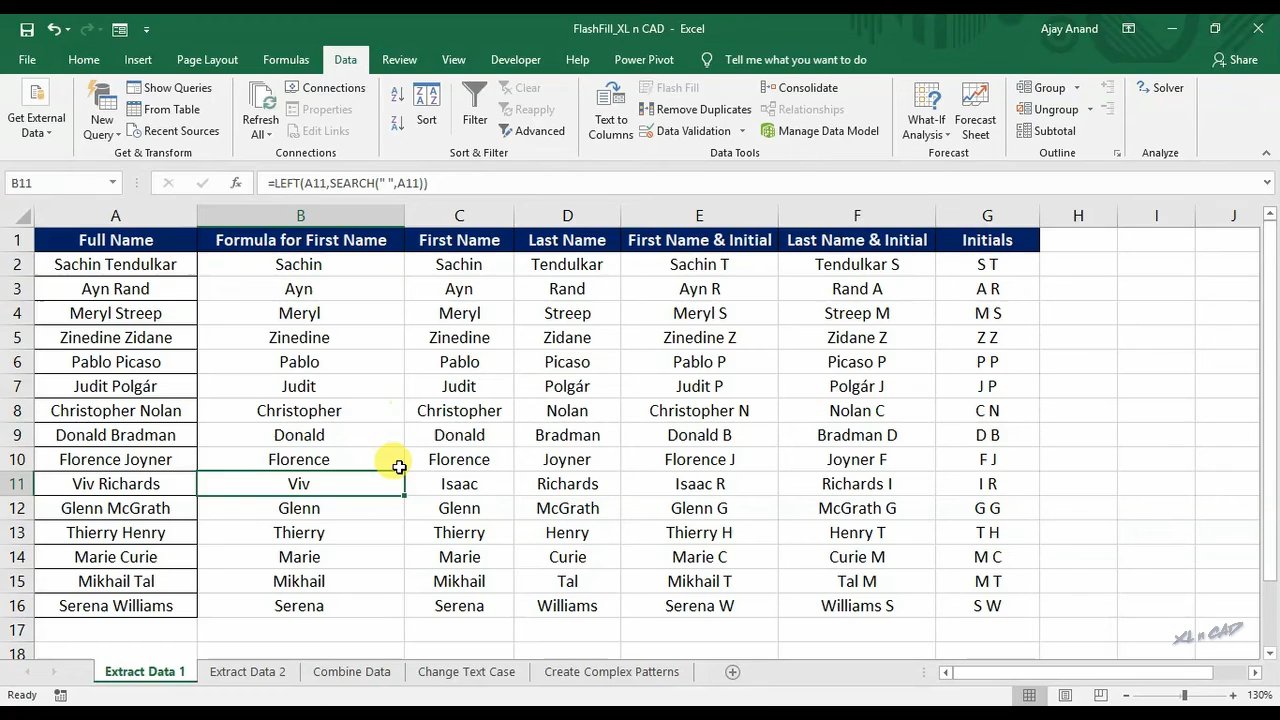 FlashFill_XL n CAD - Excel
Ajay Anand
File Home Insert Page Layout Formulas Data Review View Developer Help Power Pivot Tell me what you want to do Share
Get External Data
New Query
Show Queries
From Table
Recent Sources
Get & Transform
Refresh All
Connections
Properties
Edit Links
Connections
Sort
Filter
Clear
Reapply
Advanced
Sort & Filter
Text to Columns
Flash Fill
Remove Duplicates
Data Validation
Consolidate
Relationships
Manage Data Model
Data Tools
What-If Analysis
Forecast Sheet
Forecast
Group
Ungroup
Subtotal
Outline
Solver
Analyze
B11 fx =LEFT(A11,SEARCH(" ",A11))
A B C D E F G H I J
1 Full Name Formula for First Name First Name Last Name First Name & Initial Last Name & Initial Initials
2 Sachin Tendulkar Sachin Sachin Tendulkar Sachin T Tendulkar S S T
3 Ayn Rand Ayn Ayn Rand Ayn R Rand A A R
4 Meryl Streep Meryl Meryl Streep Meryl S Streep M M S
5 Zinedine Zidane Zinedine Zinedine Zidane Zinedine Z Zidane Z Z Z
6 Pablo Picaso Pablo Pablo Picaso Pablo P Picaso P P P
7 Judit Polgár Judit Judit Polgár Judit P Polgár J J P
8 Christopher Nolan Christopher Christopher Nolan Christopher N Nolan C C N
9 Donald Bradman Donald Donald Bradman Donald B Bradman D D B
10 Florence Joyner Florence Florence Joyner Florence J Joyner F F J
11 Viv Richards Viv Isaac Richards Isaac R Richards I I R
12 Glenn McGrath Glenn Glenn McGrath Glenn G McGrath G G G
13 Thierry Henry Thierry Thierry Henry Thierry H Henry T T H
14 Marie Curie Marie Marie Curie Marie C Curie M M C
15 Mikhail Tal Mikhail Mikhail Tal Mikhail T Tal M M T
16 Serena Williams Serena Serena Williams Serena W Williams S S W
17
18
XL n CAD
Extract Data 1 Extract Data 2 Combine Data Change Text Case Create Complex Patterns
Ready 130%